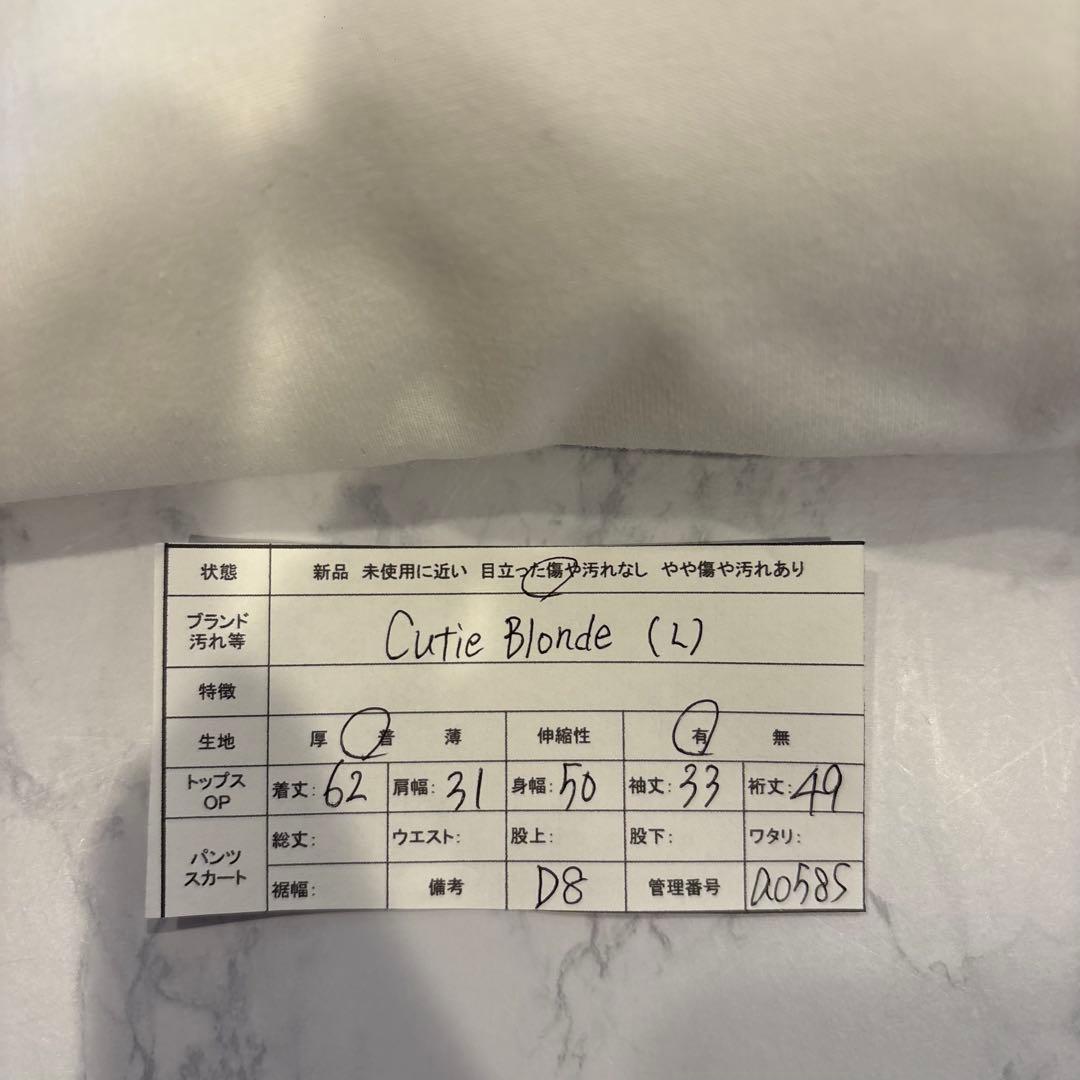 状態 新品 未使用に近い 目立った傷や汚れなし やや傷や汚れあり
ブランド
汚れ等 Cutie Blonde (L)
特徴
生地 厚 普 薄 伸縮性 有 無
トップス
OP 着丈:62 肩幅:31 身幅:50 袖丈:33 裄丈:49
パンツ
スカート 総丈: ウエスト: 股上: 股下: ワタリ:
裾幅: 備考 D8 管理番号 a0585